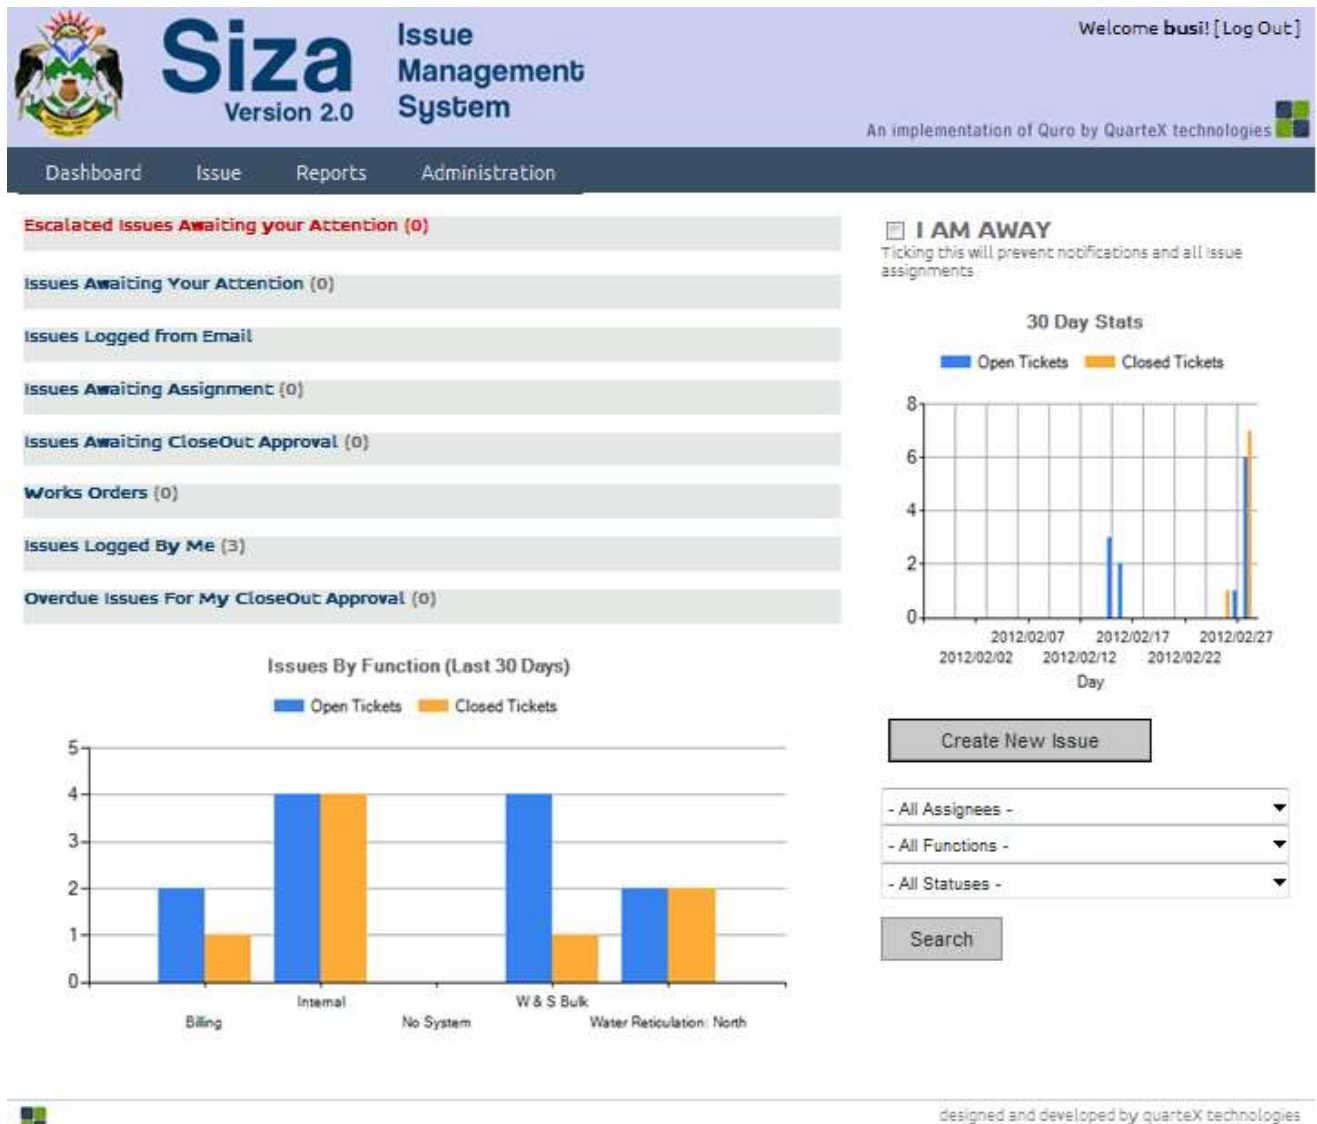 Siza
Version 2.0
Issue
Management
System
Welcome busi! [Log Out]
An implementation of Quro by QuarteX technologies
Dashboard Issue Reports Administration
Escalated Issues Awaiting your Attention (0)
Issues Awaiting Your Attention (0)
Issues Logged from Email
Issues Awaiting Assignment (0)
Issues Awaiting CloseOut Approval (0)
Works Orders (0)
Issues Logged By Me (3)
Overdue Issues For My CloseOut Approval (0)
Issues By Function (Last 30 Days)
Open Tickets Closed Tickets
5
4
3
2
1
0
Internal W & S Bulk
Billing No System Water Reticulation: North
I AM AWAY
Ticking this will prevent notifications and all issue
assignments
30 Day Stats
Open Tickets Closed Tickets
8
6
4
2
0
2012/02/07 2012/02/17 2012/02/27
2012/02/02 2012/02/12 2012/02/22
Day
Create New Issue
- All Assignees -
- All Functions -
- All Statuses -
Search
designed and developed by quarteX technologies